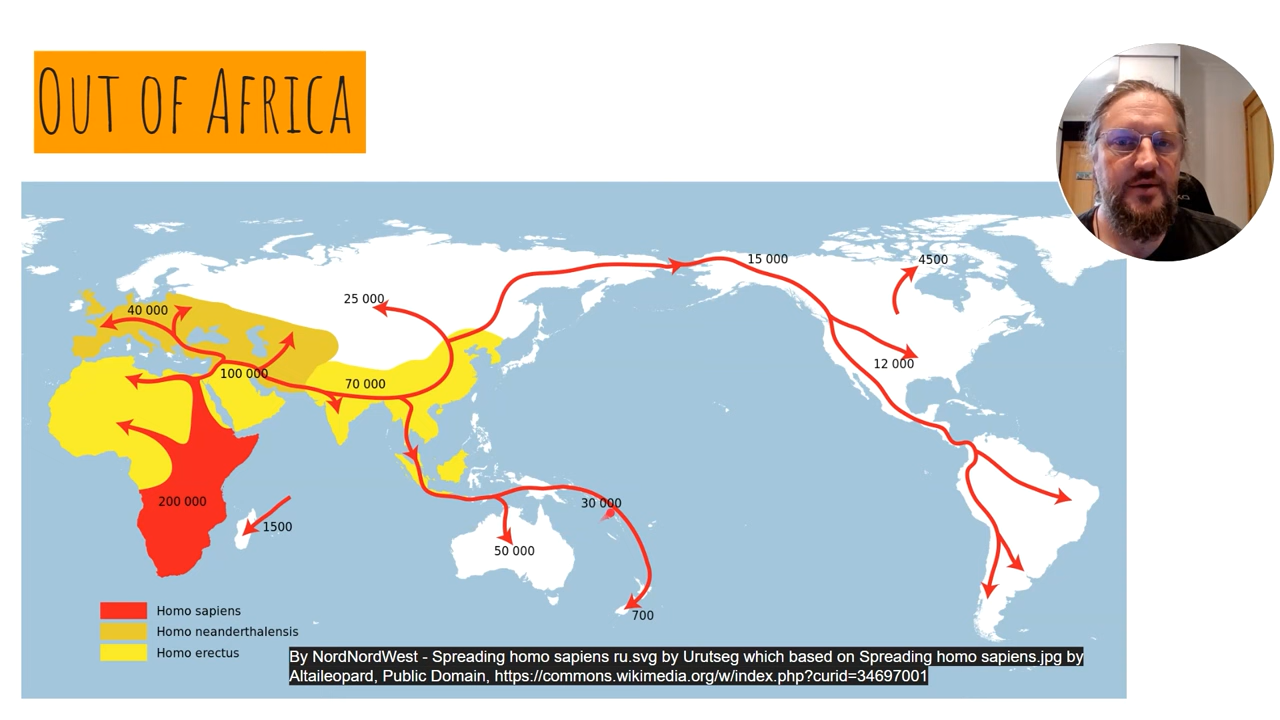 OUT OF AFRICA
15 000
4500
25 000
40 000
12 000
100 000
70 000
200 000
30 000
1500
50 000
700
Homo sapiens
Homo neanderthalensis
Homo erectus
By NordNordWest - Spreading homo sapiens ru.svg by Urutseg which based on Spreading homo sapiens.jpg by
Altaileopard, Public Domain, https://commons.wikimedia.org/w/index.php?curid=34697001